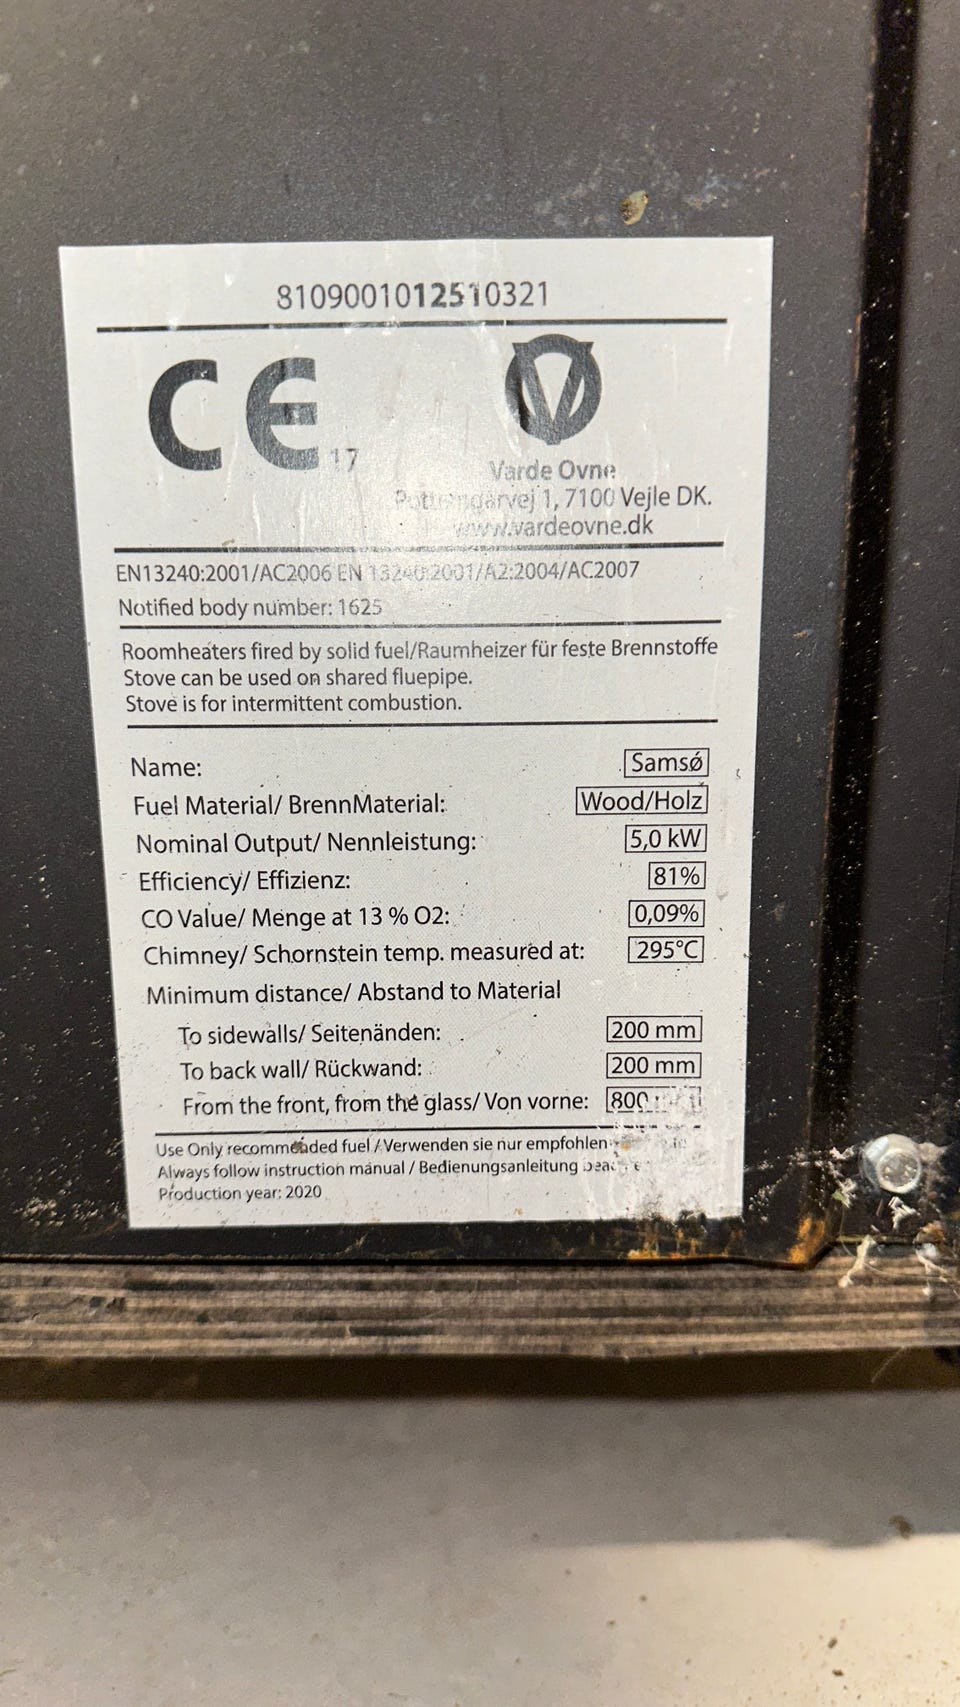 8109001012510321
CE 17
V
Varde Ovne
1, 7100 Vejle DK.
www.vardeovne.dk
EN13240:2001/AC2006 EN 13240:2001/A2:2004/AC2007
Notified body number: 1625
Roomheaters fired by solid fuel/Raumheizer für feste Brennstoffe
Stove can be used on shared fluepipe.
Stove is for intermittent combustion.
Name: Samsø
Fuel Material/ BrennMaterial: Wood/Holz
Nominal Output/ Nennleistung: 5,0 kW
Efficiency/ Effizienz: 81%
CO Value/ Menge at 13 % O2: 0,09%
Chimney/ Schornstein temp. measured at: 295°C
Minimum distance/ Abstand to Material
To sidewalls/ Seitenänden: 200 mm
To back wall/ Rückwand: 200 mm
From the front, from the glass/ Von vorne: 800
Use Only recommended fuel / Verwenden sie nur empfohlen
Always follow instruction manual / Bedienungsanleitung
Production year: 2020